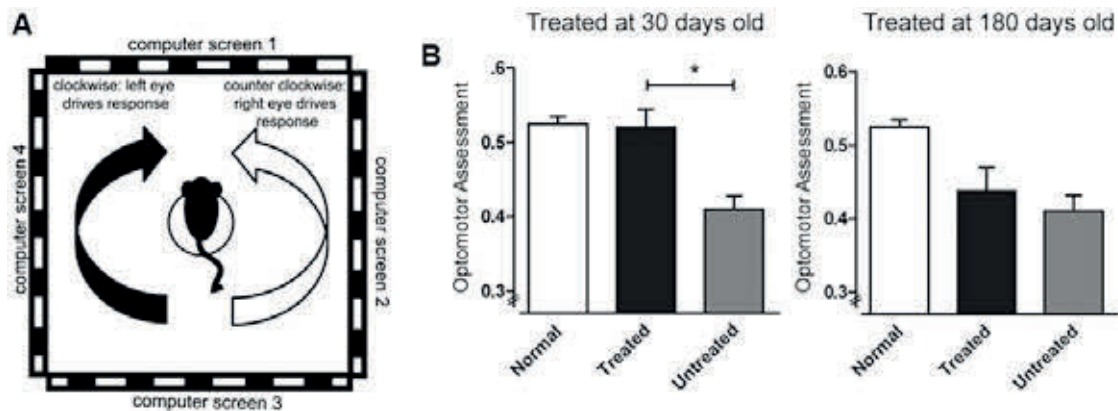 A
computer screen 1
clockwise: left eye
drives response
counter clockwise:
right eye drives
response
computer screen 4
computer screen 2
computer screen 3
B
Treated at 30 days old
Optomotor Assessment
.6
0.5
0.4
0.3
*
Normal
Treated
Untreated
Treated at 180 days old
Optomotor Assessment
.6
0.5
0.4
0.3
Normal
Treated
Untreated